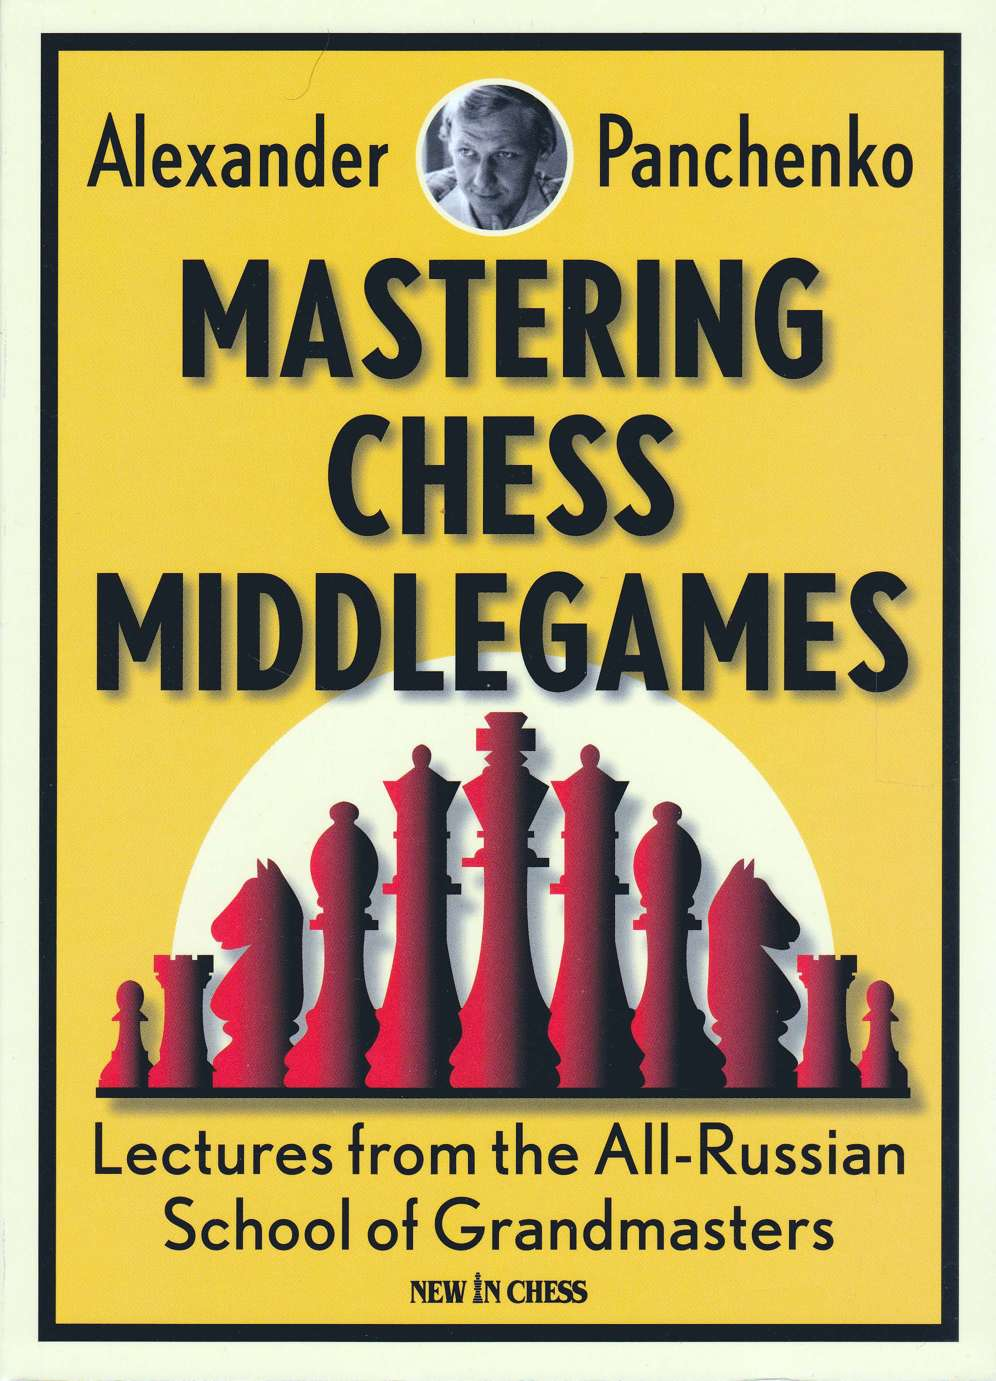 Alexander Panchenko
MASTERING
CHESS
MIDDLEGAMES
Lectures from the All-Russian
School of Grandmasters
NEW IN CHESS